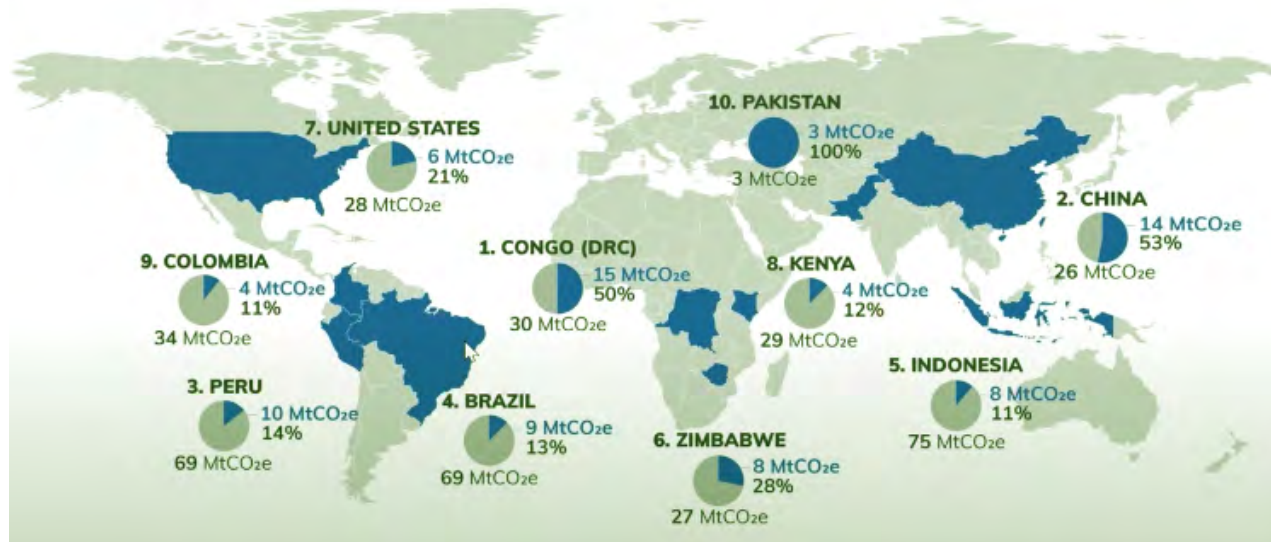 10. PAKISTAN
3 MtCO₂e
100%
3 MtCO₂e
7. UNITED STATES
6 MtCO₂e
21%
28 MtCO₂e
2. CHINA
14 MtCO₂e
53%
26 MtCO₂e
1. CONGO (DRC)
15 MtCO₂e
50%
30 MtCO₂e
9. COLOMBIA
4 MtCO₂e
11%
34 MtCO₂e
8. KENYA
4 MtCO₂e
12%
29 MtCO₂e
5. INDONESIA
8 MtCO₂e
11%
75 MtCO₂e
3. PERU
10 MtCO₂e
14%
69 MtCO₂e
4. BRAZIL
9 MtCO₂e
13%
69 MtCO₂e
6. ZIMBABWE
8 MtCO₂e
28%
27 MtCO₂e